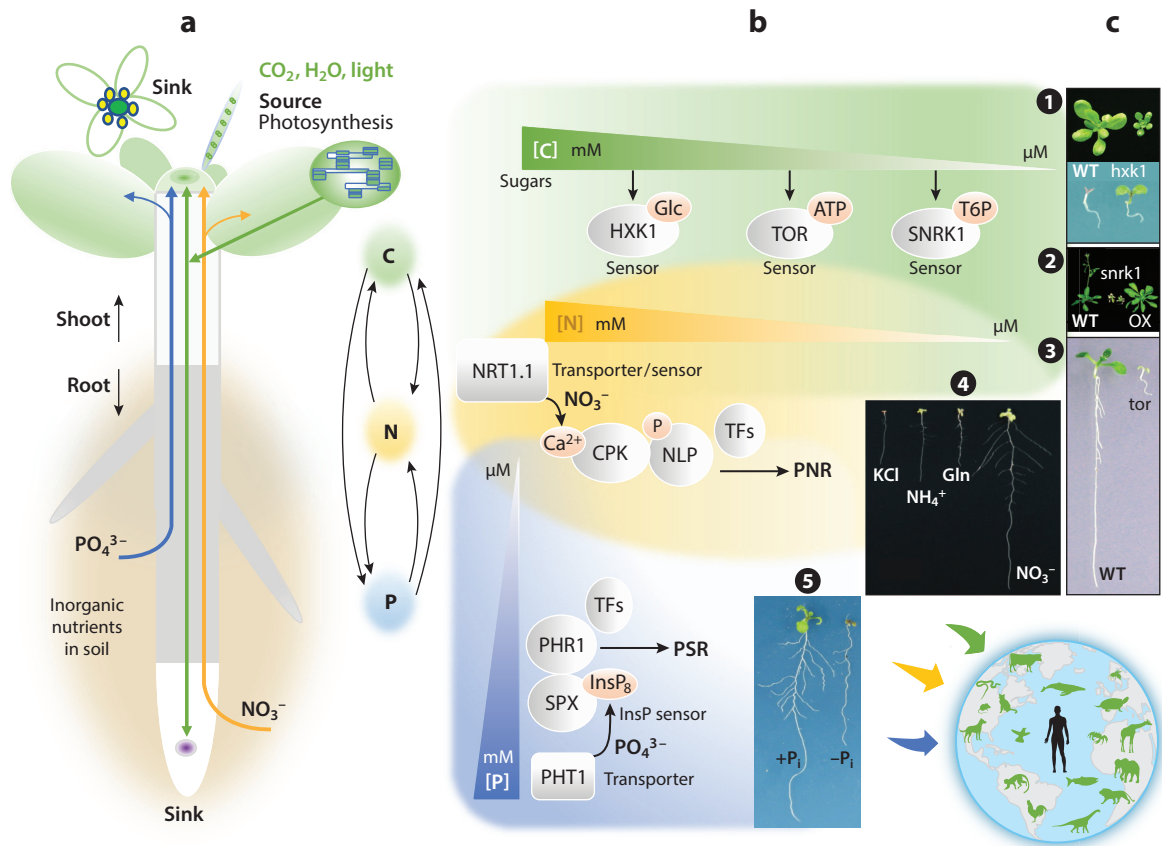 a
Sink
CO₂, H₂O, light
Source
Photosynthesis
Shoot
Root
PO₄³⁻
Inorganic
nutrients
in soil
NO₃⁻
Sink
C
N
P
b
[C] mM
μM
Sugars
Glc
HXK1
Sensor
ATP
TOR
Sensor
T6P
SNRK1
Sensor
[N] mM
μM
NRT1.1
Transporter/sensor
NO₃⁻
Ca²⁺
CPK
P
NLP
TFs
PNR
μM
mM
[P]
TFs
PHR1
PSR
SPX
InsP₈
InsP sensor
PO₄³⁻
PHT1
Transporter
c
1
WT hxk1
2
snrk1
WT
OX
3
tor
WT
4
KCl
NH₄⁺
Gln
NO₃⁻
5
+Pᵢ
−Pᵢ